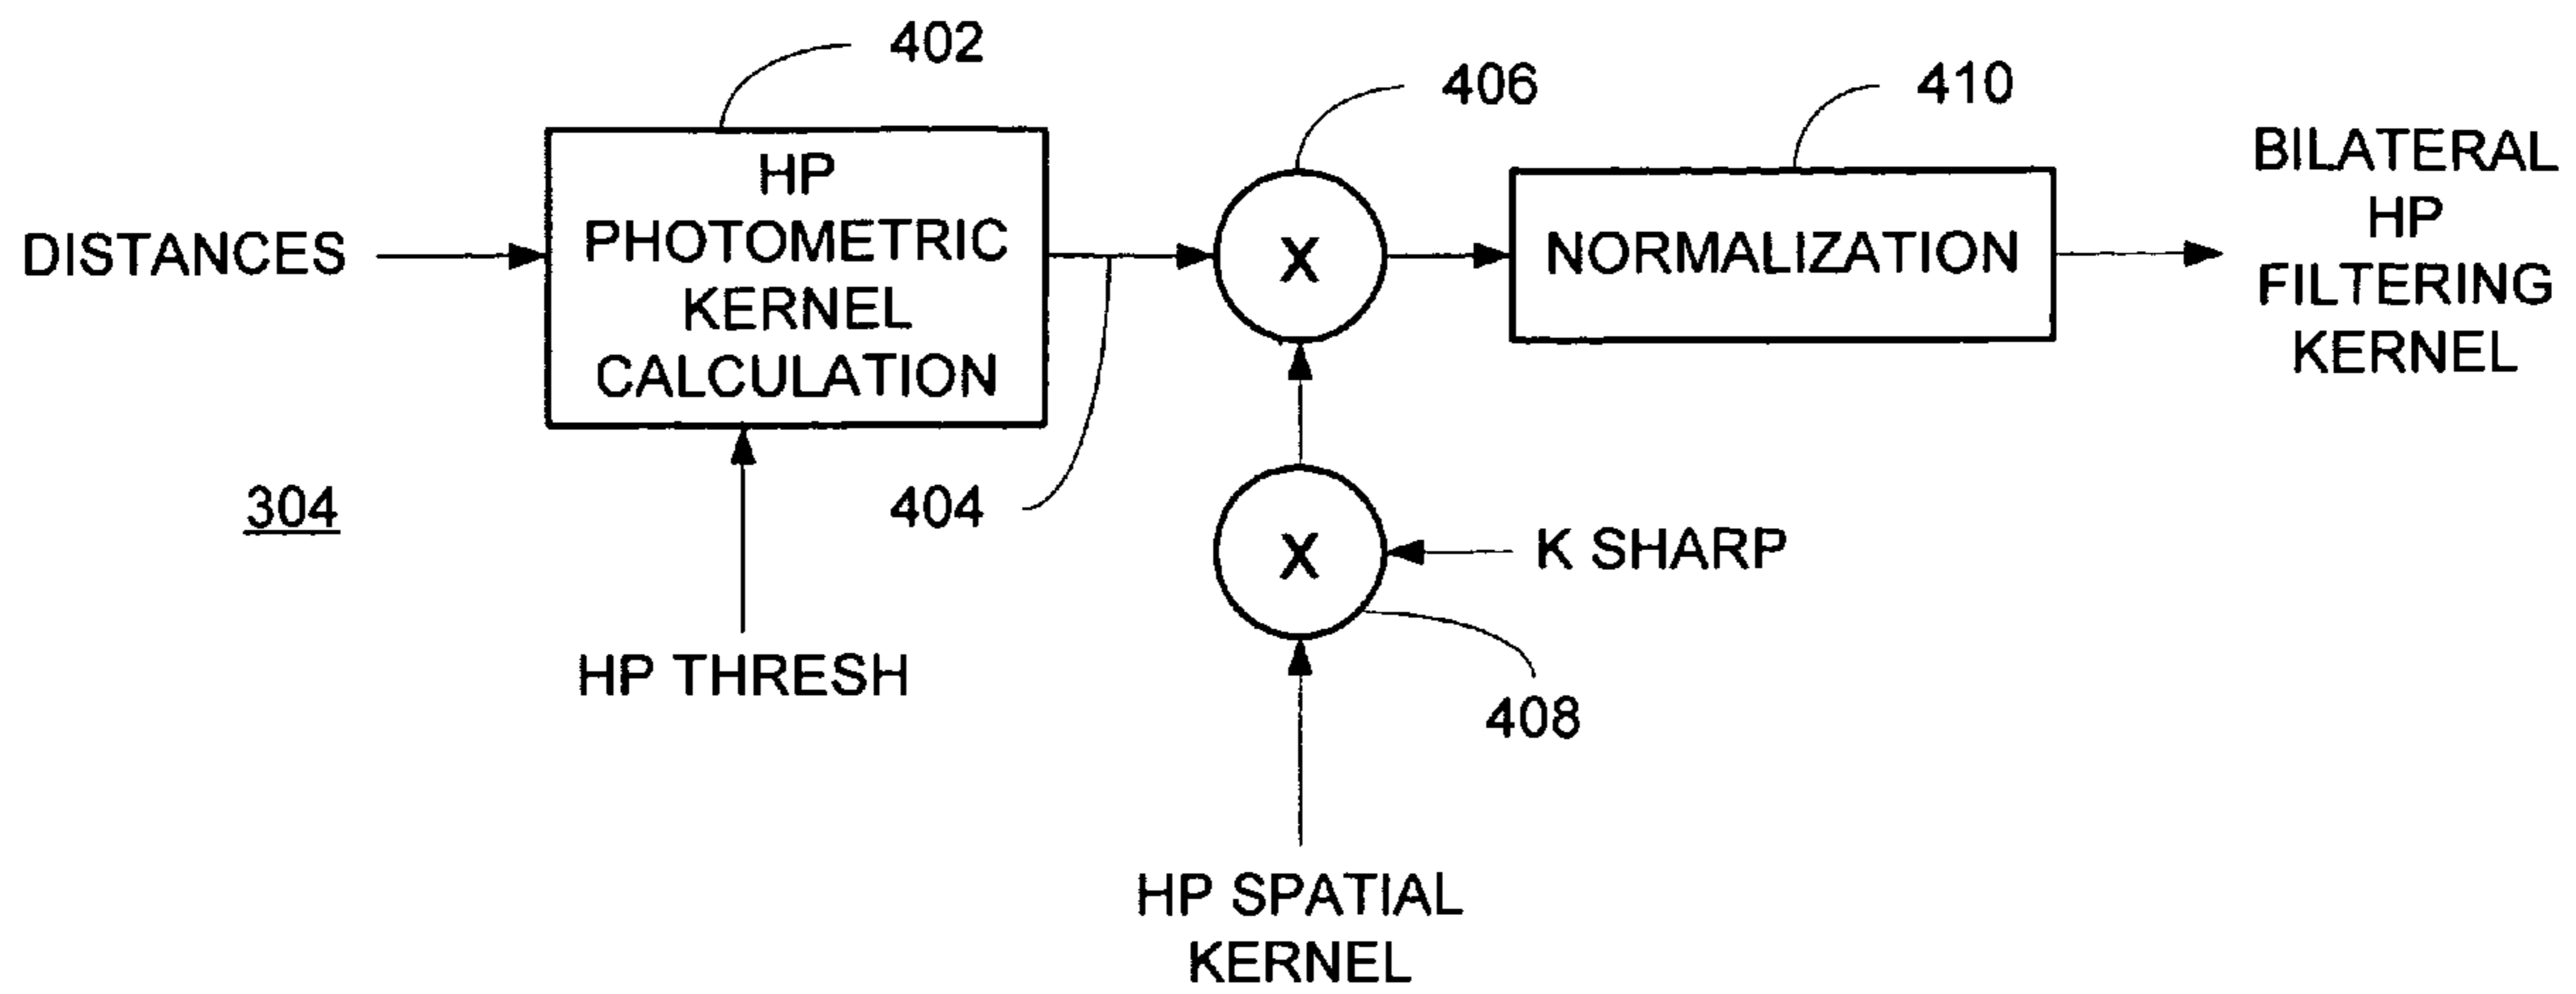 402
406
410
HP
PHOTOMETRIC
KERNEL
CALCULATION
DISTANCES
X
NORMALIZATION
BILATERAL
HP
FILTERING
KERNEL
304
404
X
K SHARP
HP THRESH
408
HP SPATIAL
KERNEL